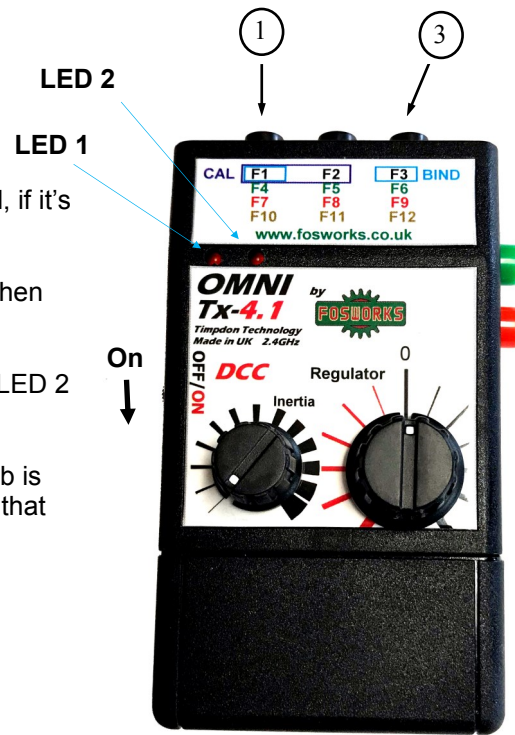 1 3
LED 2
LED 1
, if it's
CAL F1 F2 F3 BIND
F4 F5 F6
F7 F8 F9
F10 F11 F12
www.fosworks.co.uk
hen
OMNI by
Tx-4.1 FOSWORKS
Timpdon Technology
Made in UK 2.4GHz
On
OFF/ON
DCC
Regulator 0
LED 2
Inertia
b is
that